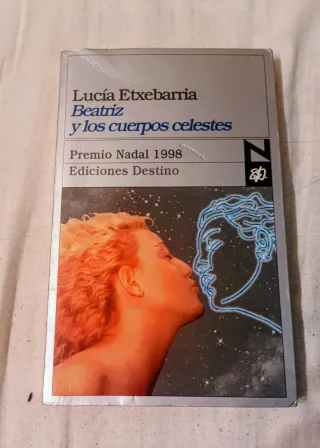 Lucía Etxebarria
Beatriz
y los cuerpos celestes
Premio Nadal 1998
Ediciones Destino